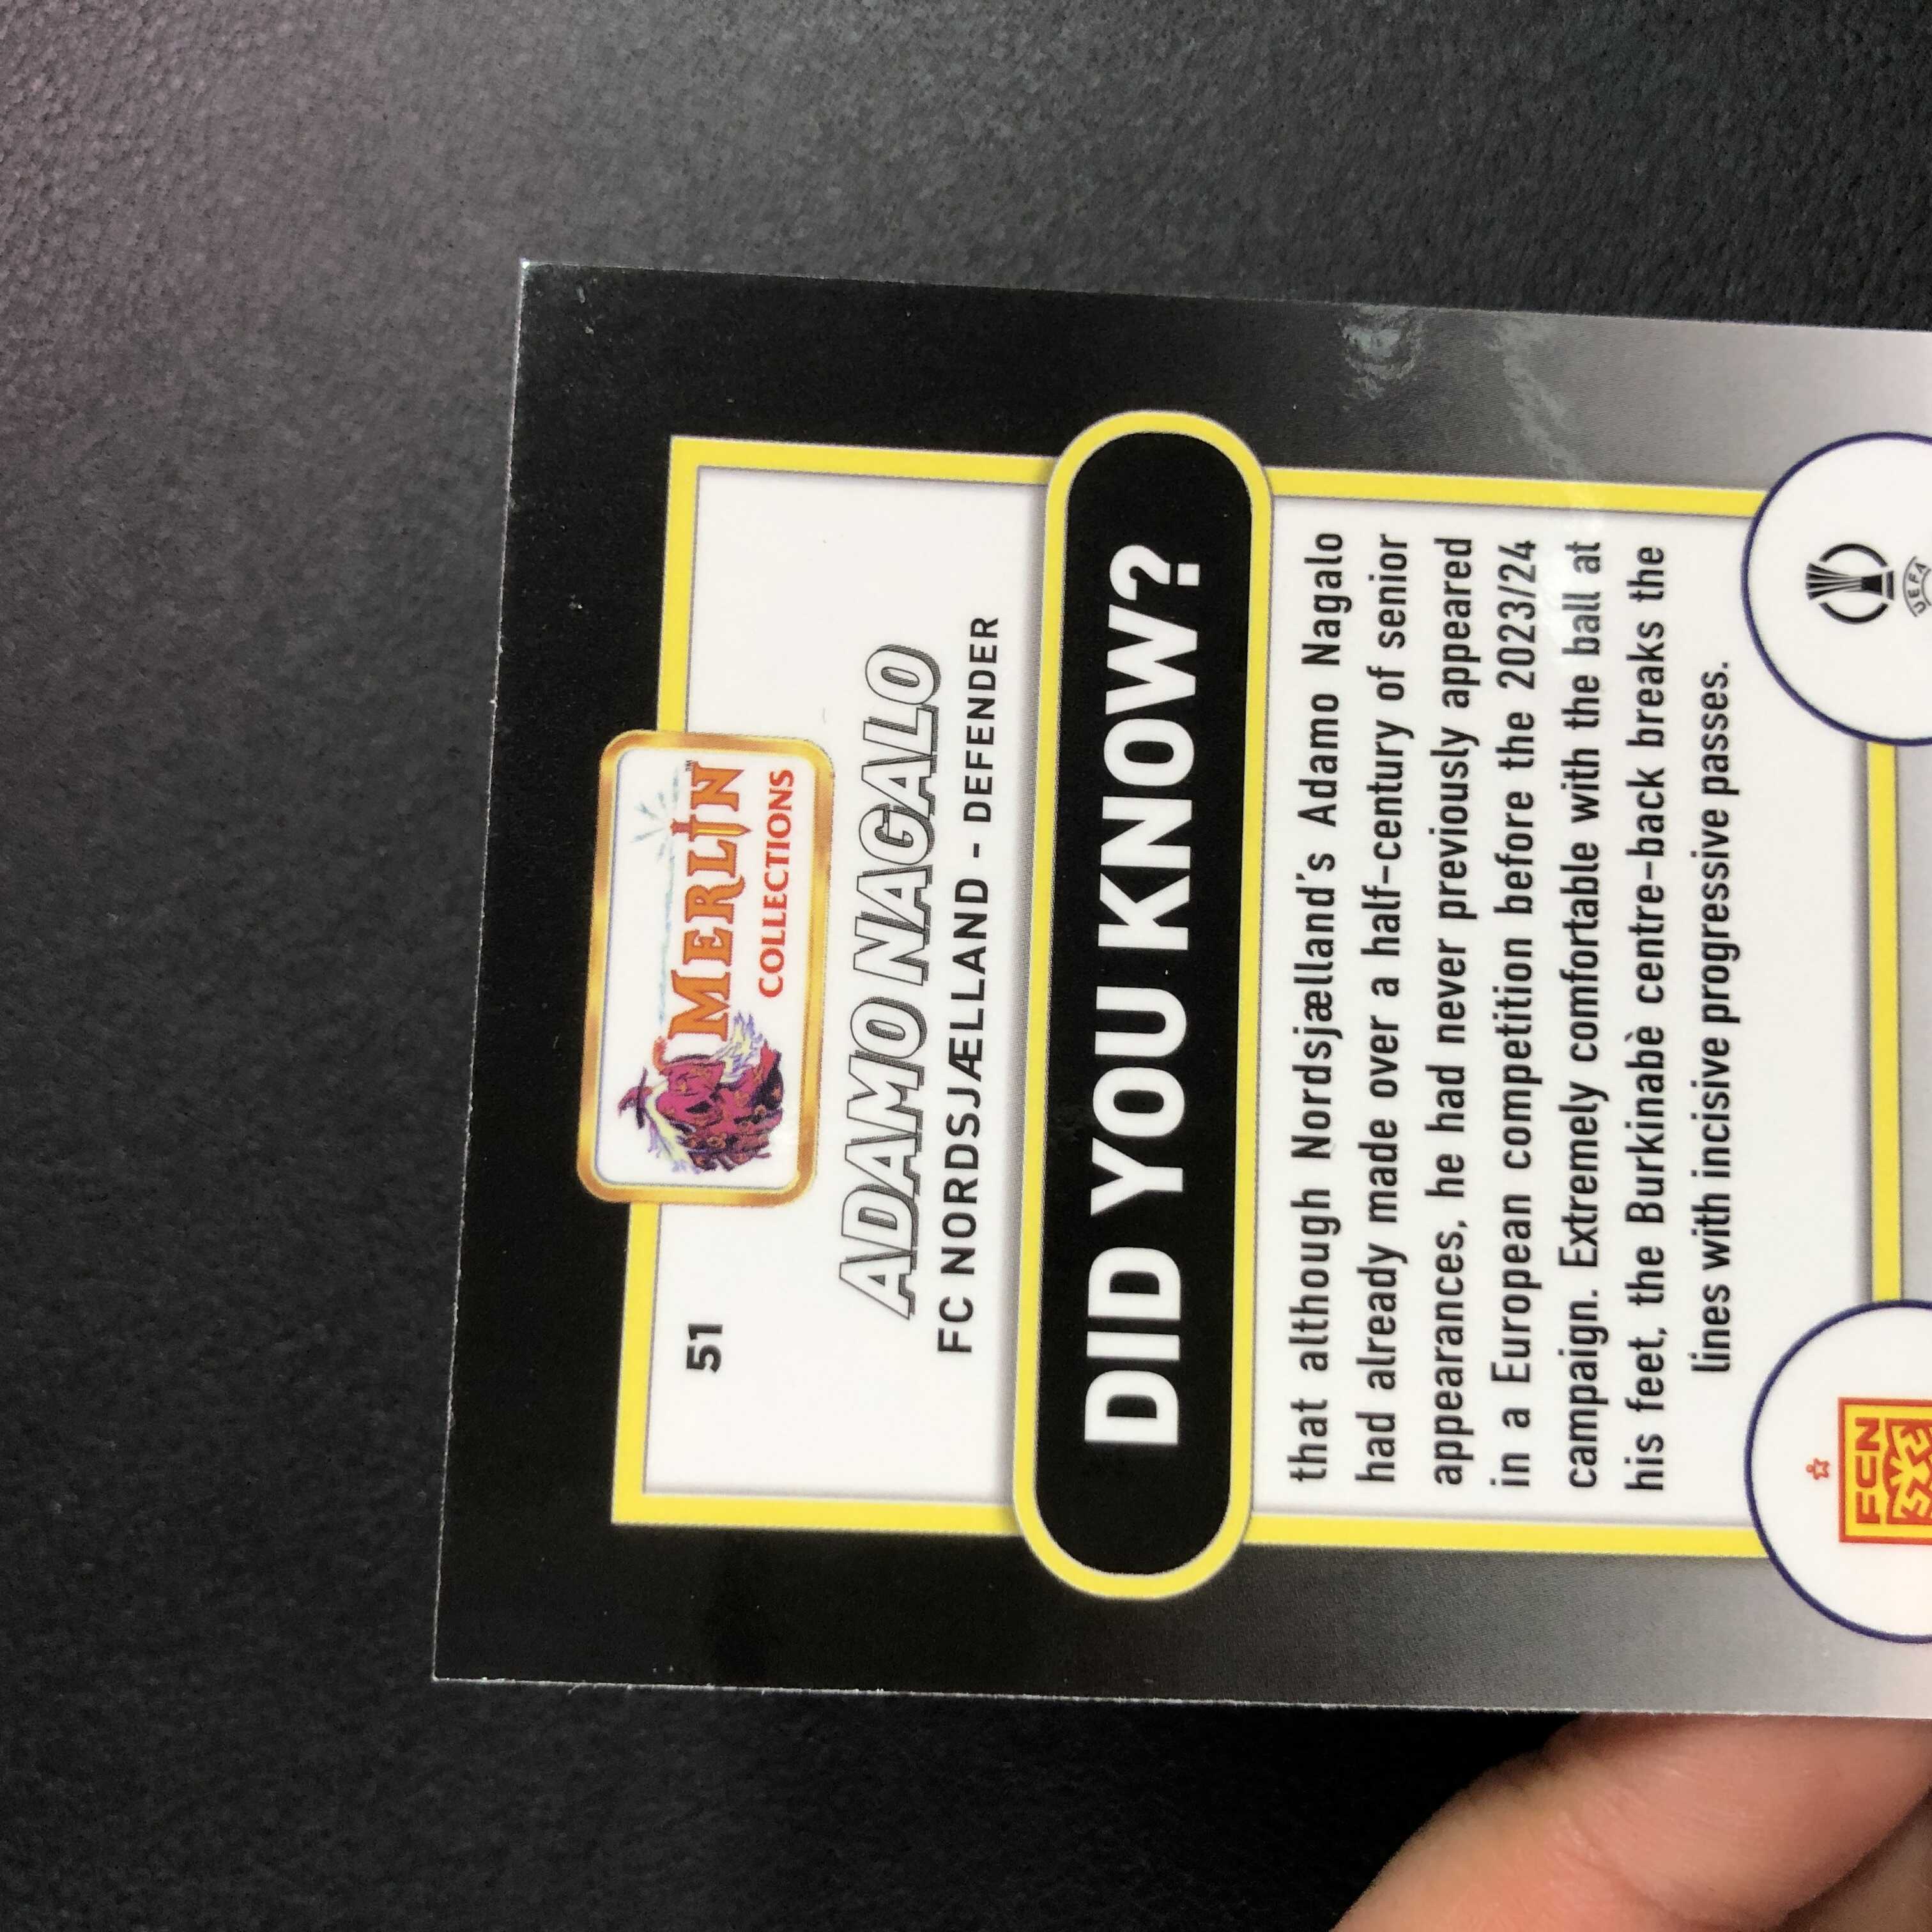 51
MERLIN™
COLLECTIONS
ADAMO NAGALO
FC NORDSJÆLLAND - DEFENDER
DID YOU KNOW?
that although Nordsjælland's Adamo Nagalo
had already made over a half-century of senior
appearances, he had never previously appeared
in a European competition before the 2023/24
campaign. Extremely comfortable with the ball at
his feet, the Burkinabè centre-back breaks the
lines with incisive progressive passes.
FCN
UEFA